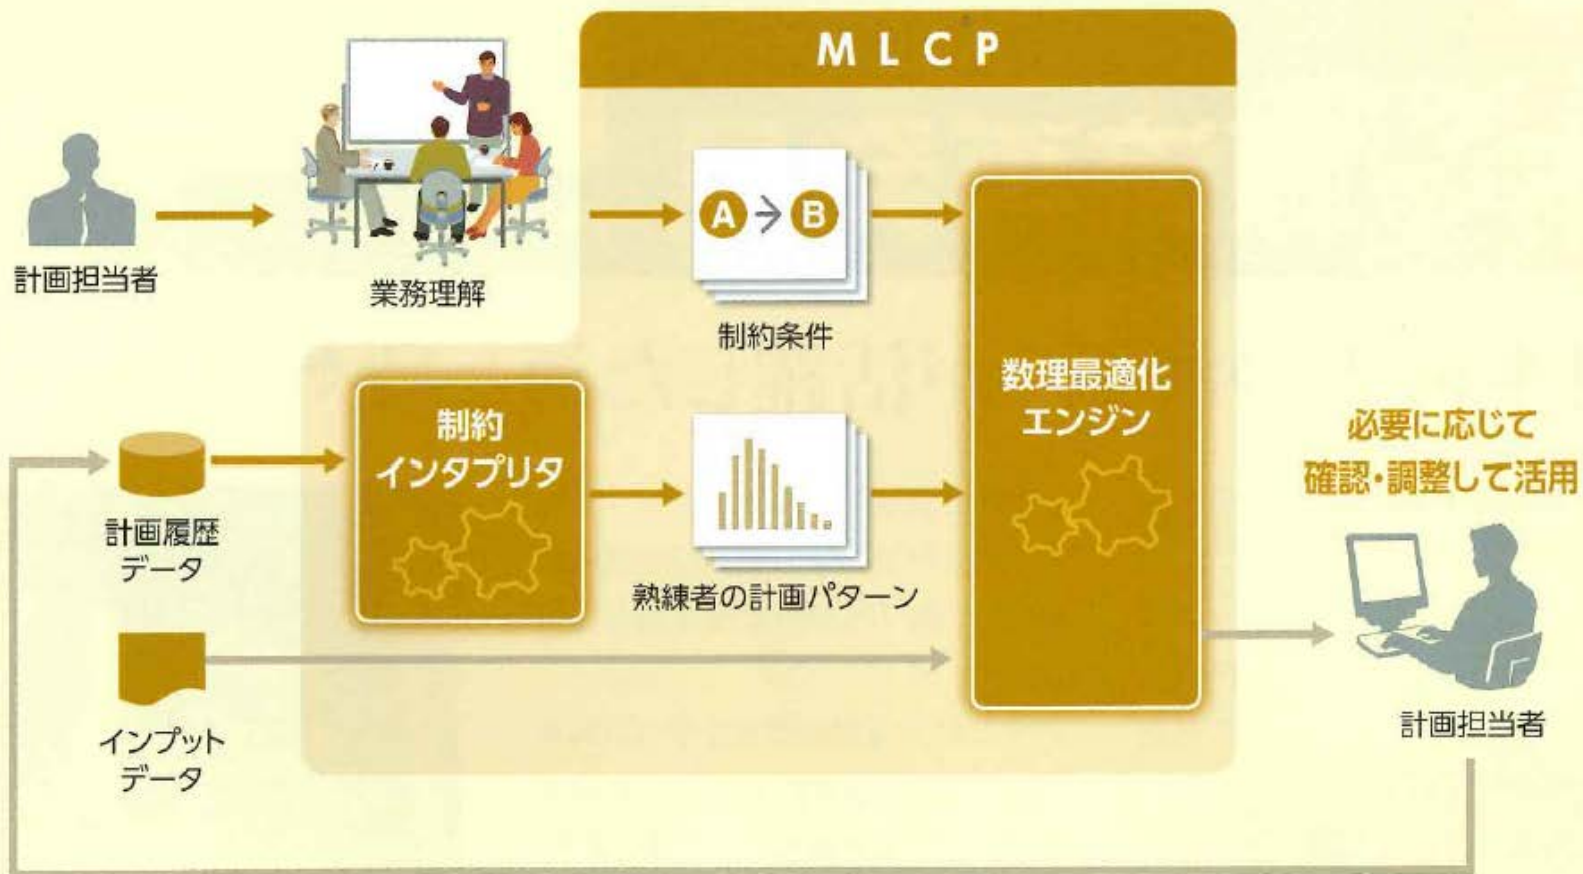 MLCP
計画担当者
業務理解
A → B
制約条件
制約
インタプリタ
数理最適化
エンジン
計画履歴
データ
熟練者の計画パターン
インプット
データ
必要に応じて
確認・調整して活用
計画担当者